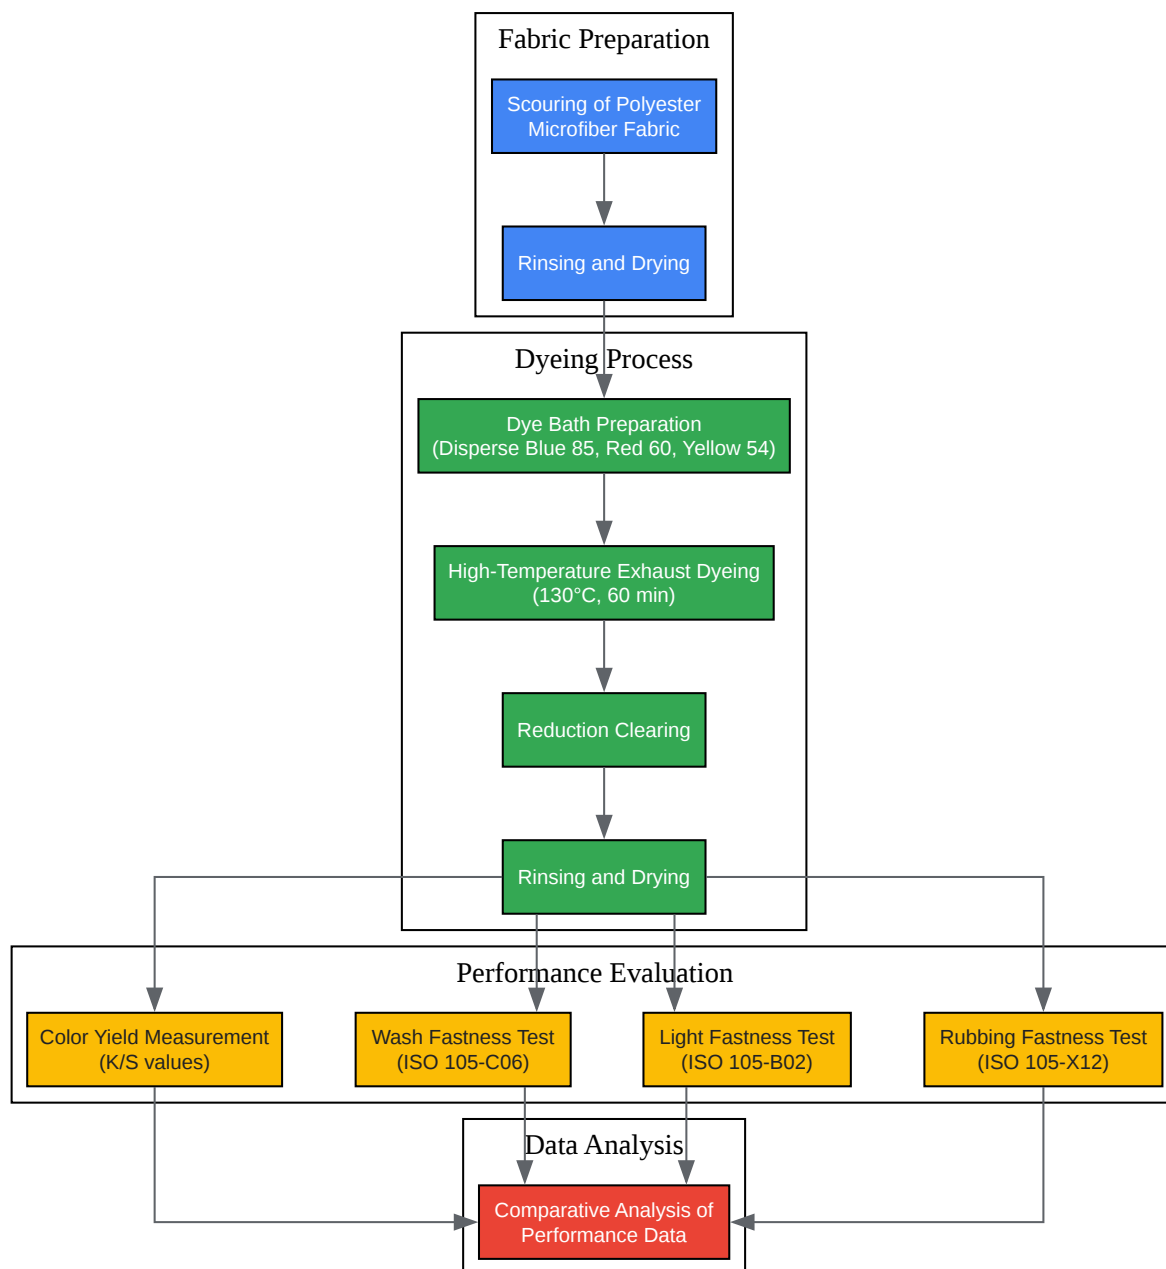 Fabric Preparation
Scouring of Polyester
Microfiber Fabric
Rinsing and Drying
Dyeing Process
Dye Bath Preparation
(Disperse Blue 85, Red 60, Yellow 54)
High-Temperature Exhaust Dyeing
(130°C, 60 min)
Reduction Clearing
Rinsing and Drying
Performance Evaluation
Color Yield Measurement
(K/S values)
Wash Fastness Test
(ISO 105-C06)
Light Fastness Test
(ISO 105-B02)
Rubbing Fastness Test
(ISO 105-X12)
Data Analysis
Comparative Analysis of
Performance Data